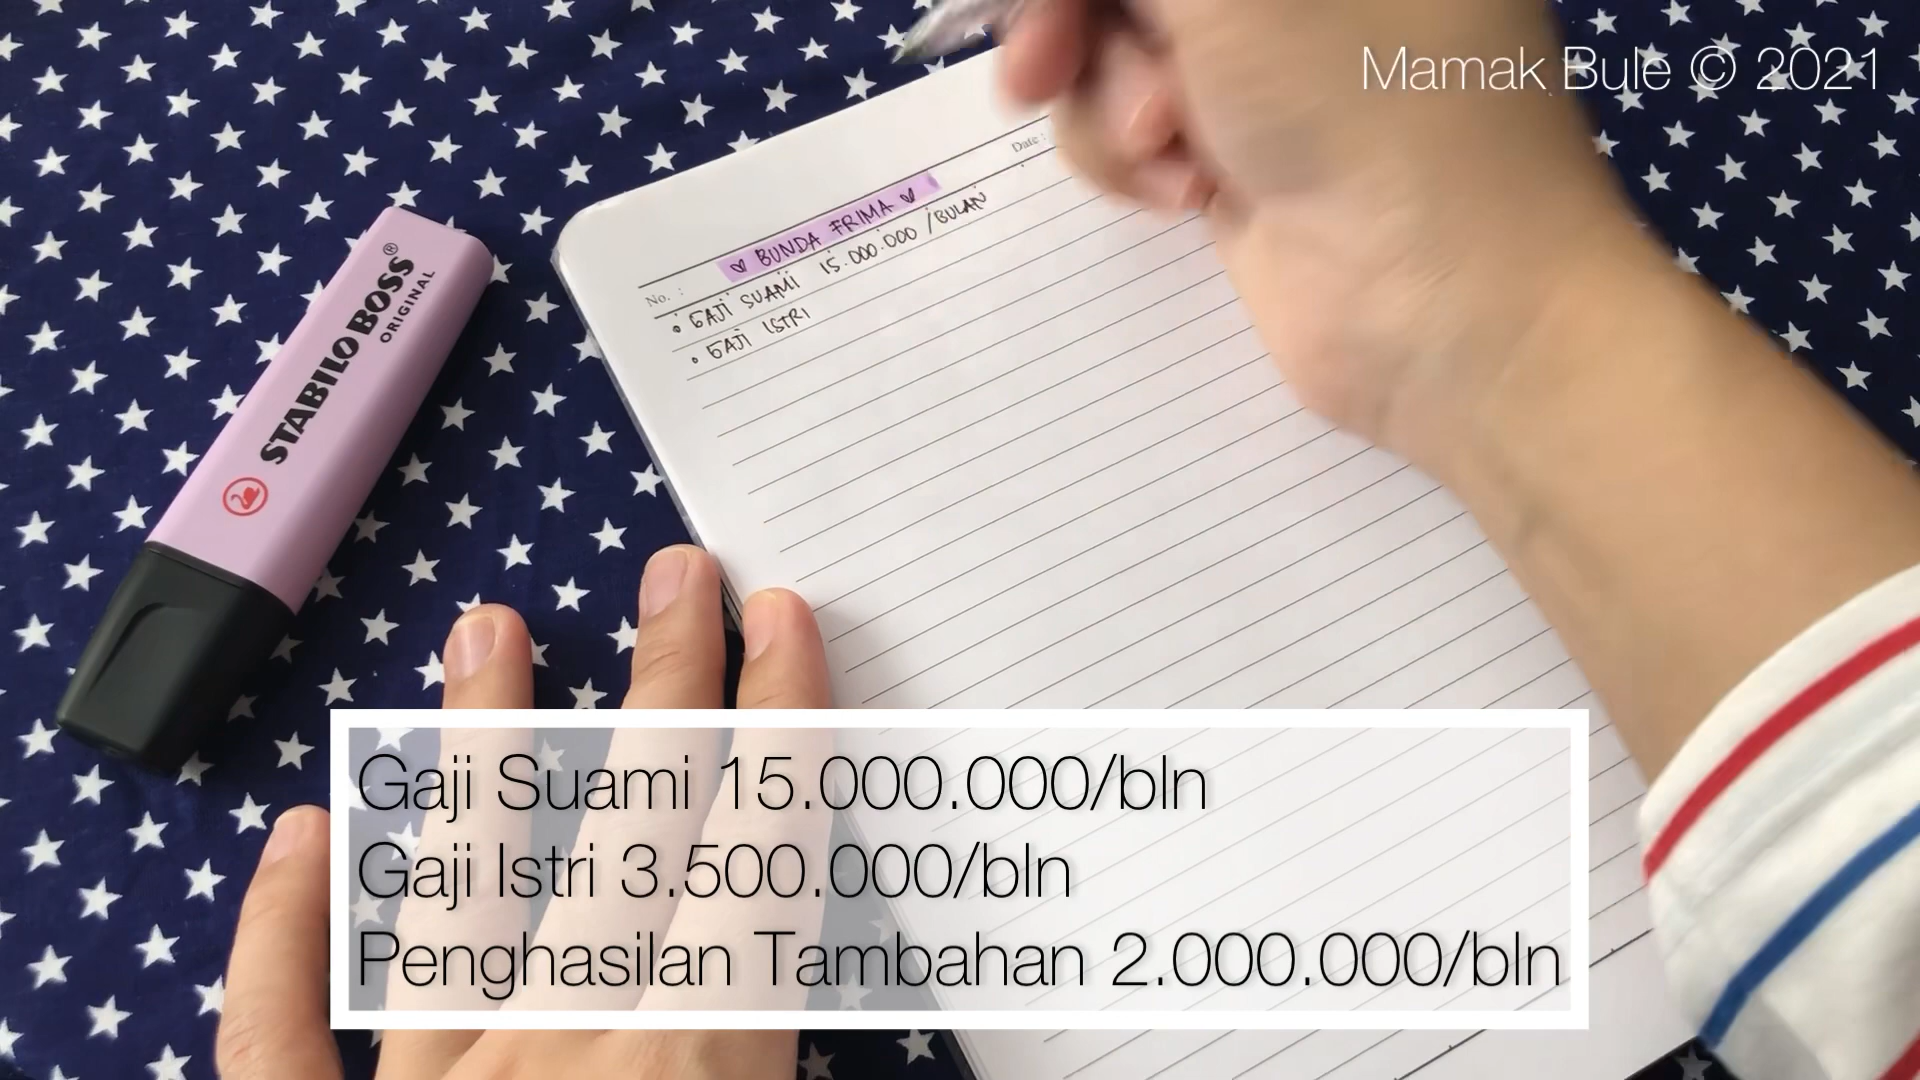 Mamak Bule © 2021
Date :
BUNDA FRIMA
No. :
GAJI SUAMI 15.000.000 /BULAN
GAJI ISTRI
STABILO BOSS®
ORIGINAL
Gaji Suami 15.000.000/bln
Gaji Istri 3.500.000/bln
Penghasilan Tambahan 2.000.000/bln